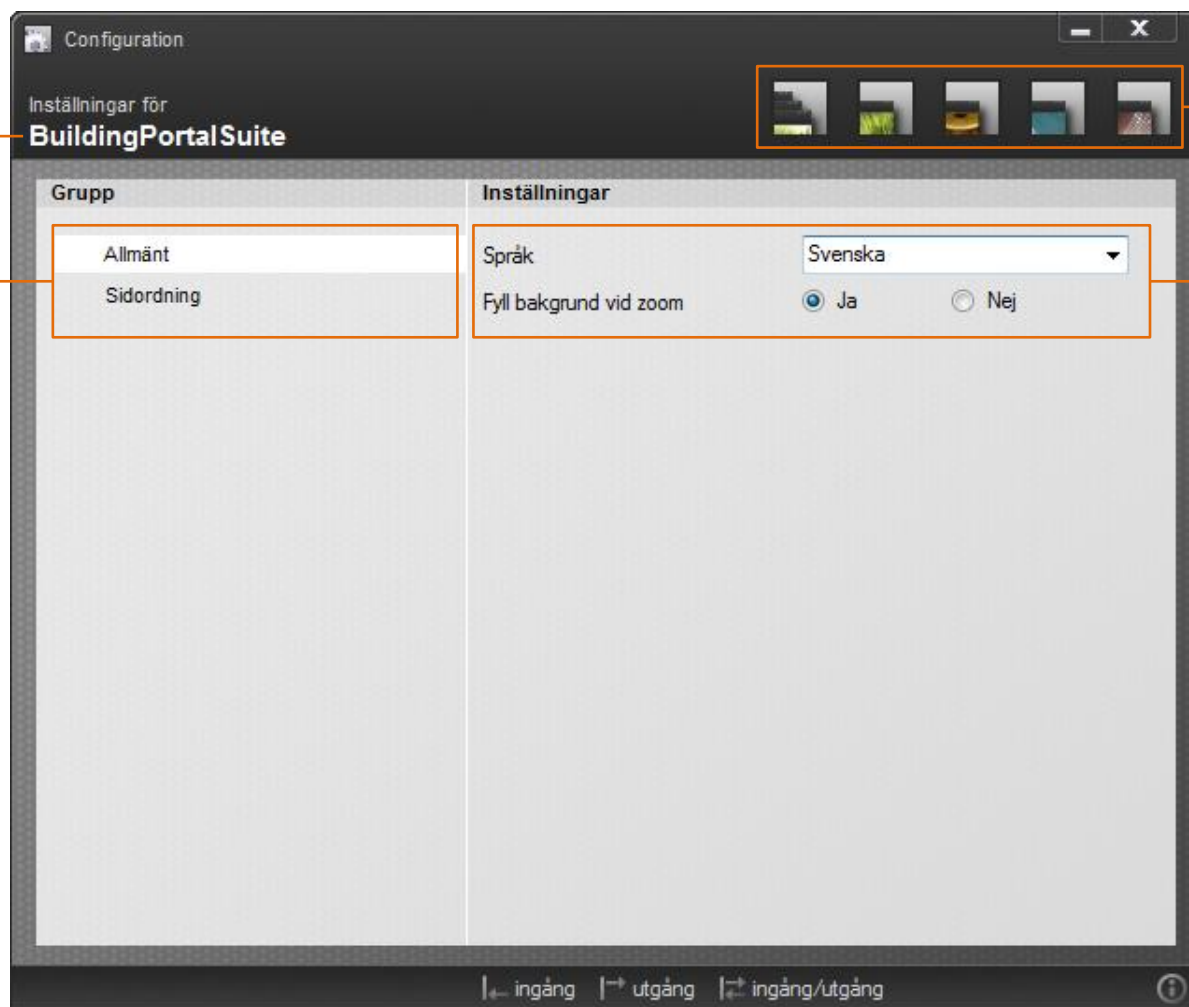 Configuration
Inställningar för
BuildingPortalSuite
Grupp
Inställningar
Allmänt
Sidordning
Språk
Svenska
Fyll bakgrund vid zoom
Ja
Nej
ingång
utgång
ingång/utgång